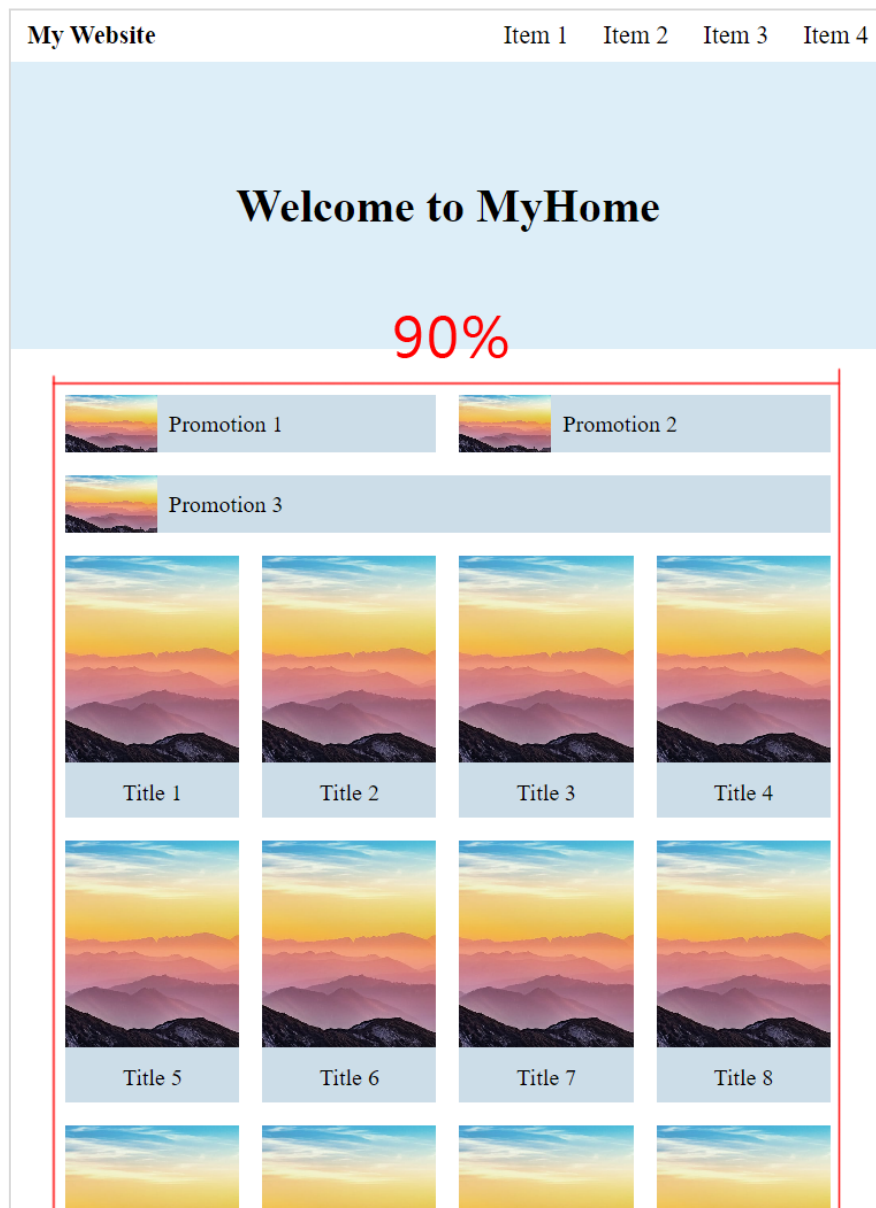 My Website Item 1 Item 2 Item 3 Item 4
Welcome to MyHome
90%
Promotion 1 Promotion 2
Promotion 3
Title 1 Title 2 Title 3 Title 4
Title 5 Title 6 Title 7 Title 8